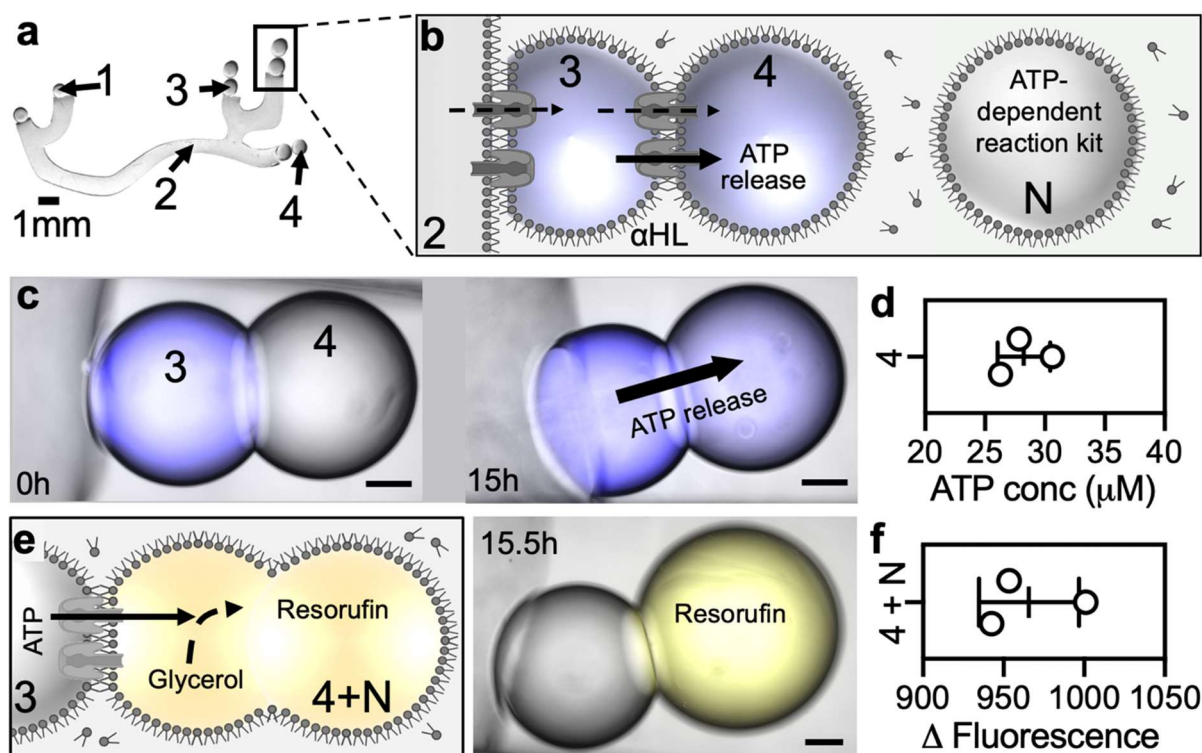 a
1
3
2
4
1mm
b
3
4
ATP
release
ATP-
dependent
reaction kit
N
2
αHL
c
3
4
0h
ATP release
15h
d
4
20 25 30 35 40
ATP conc (μM)
e
ATP
3
Glycerol
Resorufin
4+N
15.5h
Resorufin
f
4 + N
900 950 1000 1050
Δ Fluorescence